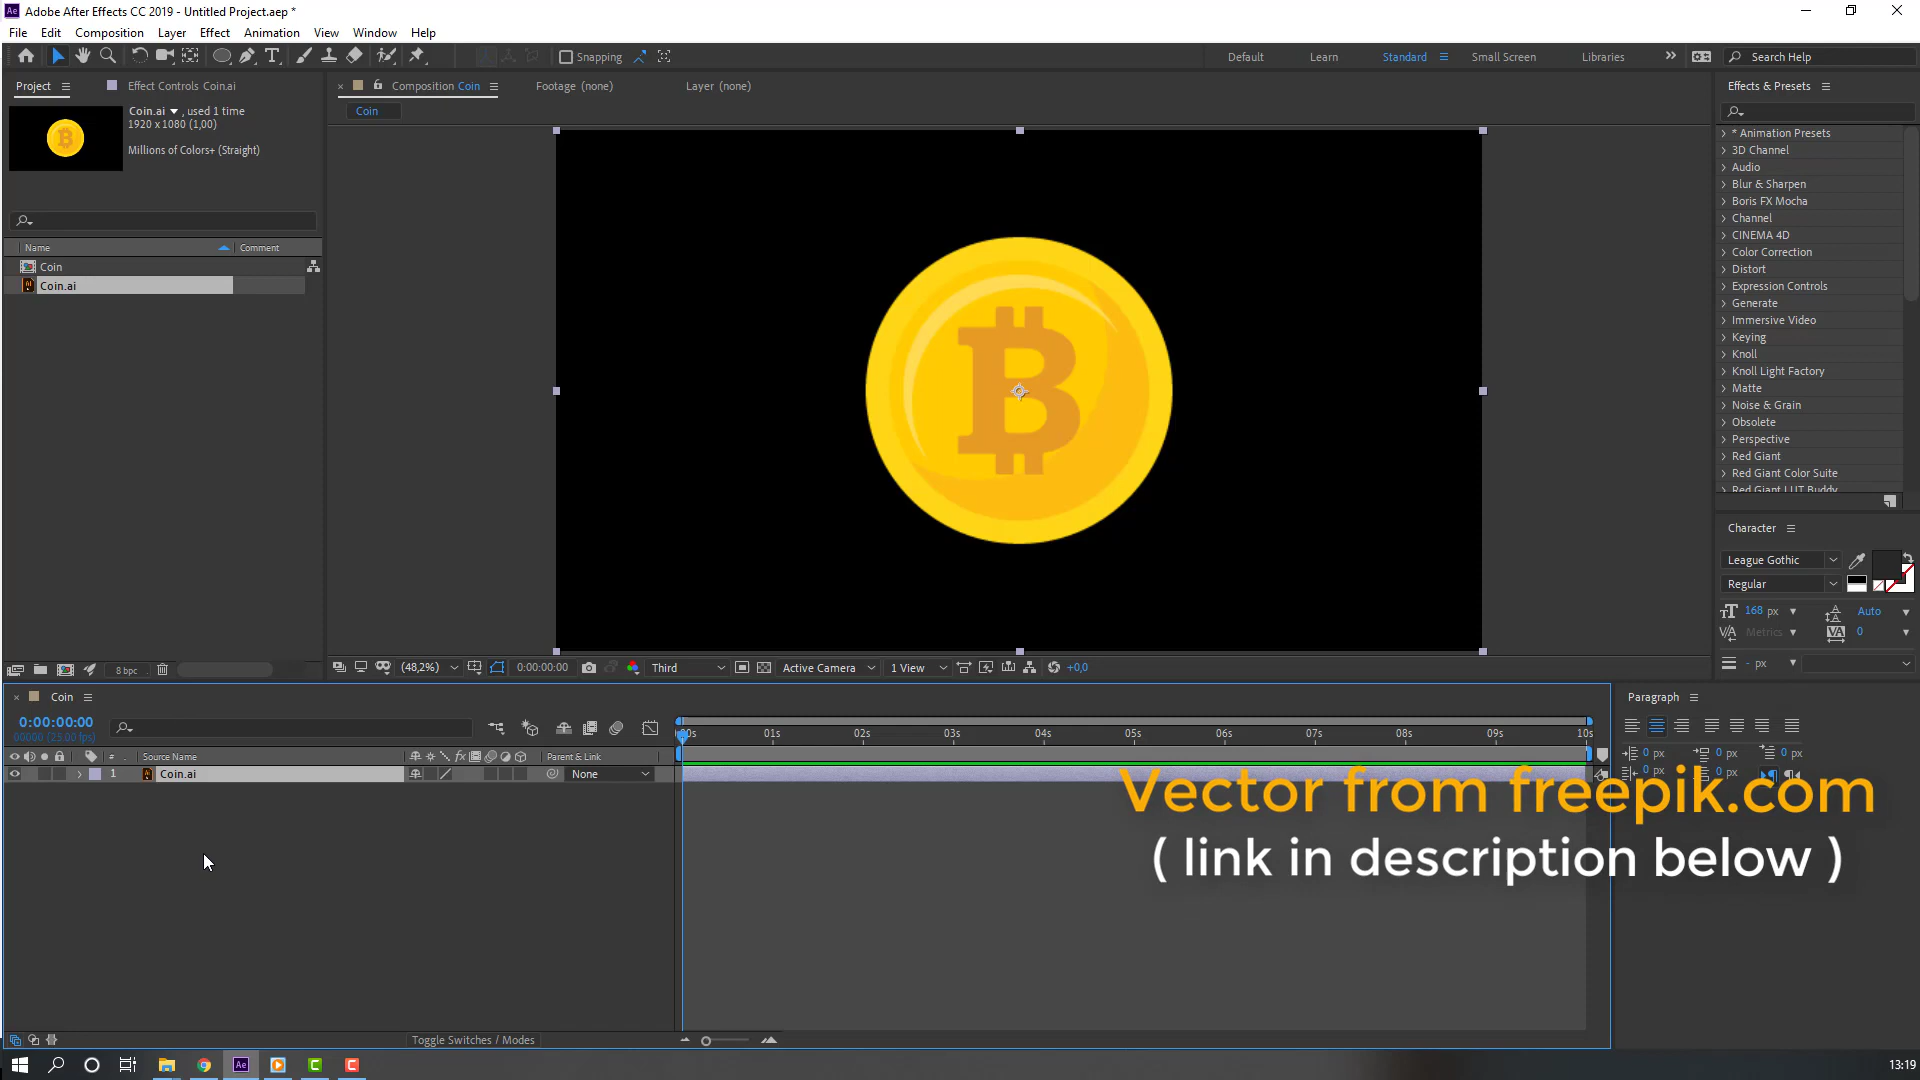 Adobe After Effects CC 2019 - Untitled Project.aep *
File Edit Composition Layer Effect Animation View Window Help
Snapping
Default Learn Standard Small Screen Libraries
Search Help
Project
Effect Controls Coin.ai
Coin.ai , used 1 time
1920 x 1080 (1,00)
Millions of Colors+ (Straight)
Name Comment
Coin
Coin.ai
8 bpc
Composition Coin
Footage (none)
Layer (none)
Coin
(48,2%) 0:00:00:00 Third Active Camera 1 View +0,0
Effects & Presets
* Animation Presets
3D Channel
Audio
Blur & Sharpen
Boris FX Mocha
Channel
CINEMA 4D
Color Correction
Distort
Expression Controls
Generate
Immersive Video
Keying
Knoll
Knoll Light Factory
Matte
Noise & Grain
Obsolete
Perspective
Red Giant
Red Giant Color Suite
Red Giant LUT Buddy
Character
League Gothic
Regular
168 px Auto
Metrics 0
- px
Coin
0:00:00:00
00000 (25.00 fps)
# Source Name Parent & Link
1 Coin.ai None
01s 02s 03s 04s 05s 06s 07s 08s 09s 10s
Toggle Switches / Modes
Paragraph
0 px 0 px 0 px
0 px 0 px
Vector from freepik.com
( link in description below )
13:19